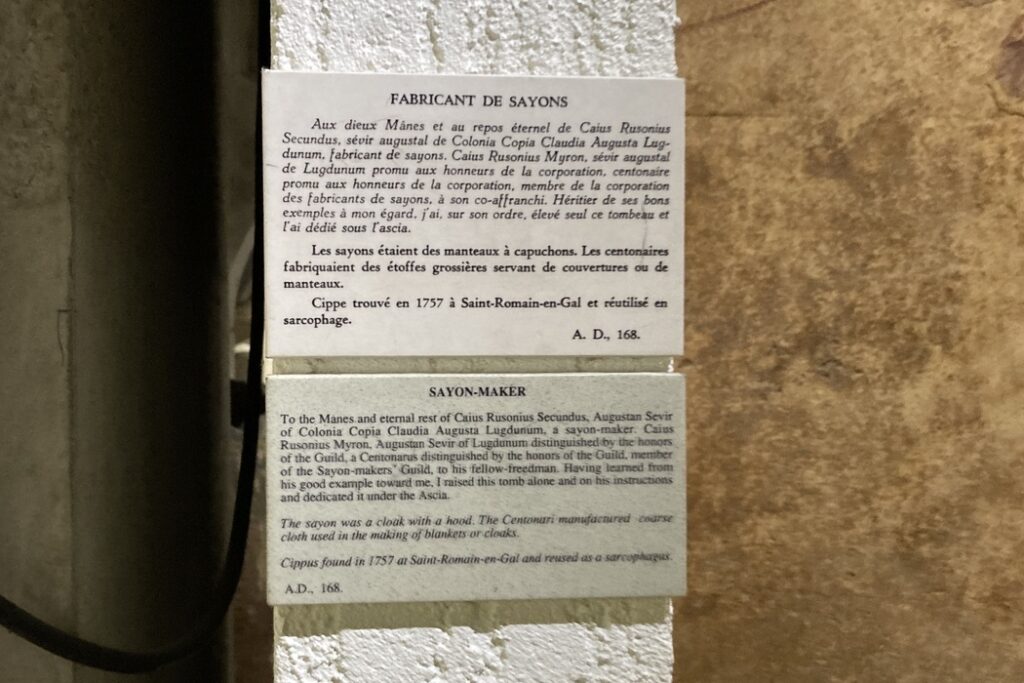 FABRICANT DE SAYONS
Aux dieux Mânes et au repos éternel de Caius Rusonius
Secundus, sévir augustal de Colonia Copia Claudia Augusta Lug-
dunum, fabricant de sayons. Caius Rusonius Myron, sévir augustal
de Lugdunum promu aux honneurs de la corporation, centonaire
promu aux honneurs de la corporation, membre de la corporation
des fabricants de sayons, à son co-affranchi. Héritier de ses bons
exemples à mon égard, j'ai, sur son ordre, élevé seul ce tombeau et
l'ai dédié sous l'ascia.
Les sayons étaient des manteaux à capuchons. Les centonaires
fabriquaient des étoffes grossières servant de couvertures ou de
manteaux.
Cippe trouvé en 1757 à Saint-Romain-en-Gal et réutilisé en
sarcophage.
A. D., 168.
SAYON-MAKER
To the Manes and eternal rest of Caius Rusonius Secundus, Augustan Sevir
of Colonia Copia Claudia Augusta Lugdunum, a sayon-maker. Caius
Rusonius Myron, Augustan Sevir of Lugdunum distinguished by the honors
of the Guild, a Centonarus distinguished by the honors of the Guild, member
of the Sayon-makers' Guild, to his fellow-freedman. Having learned from
his good example toward me, I raised this tomb alone and on his instructions
and dedicated it under the Ascia.
The sayon was a cloak with a hood. The Centonari manufactured coarse
cloth used in the making of blankets or cloaks.
Cippus found in 1757 at Saint-Romain-en-Gal and reused as a sarcophagus.
A.D., 168.